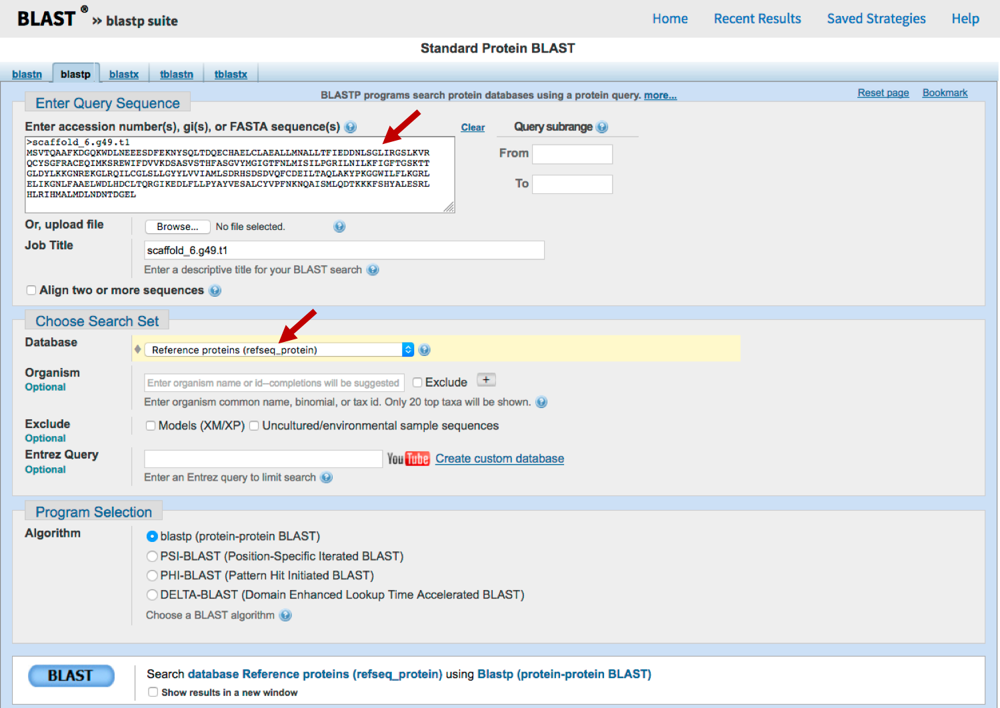 BLAST ® » blastp suite
Home Recent Results Saved Strategies Help
Standard Protein BLAST
blastn blastp blastx tblastn tblastx
BLASTP programs search protein databases using a protein query. more...
Reset page Bookmark
Enter Query Sequence
Enter accession number(s), gi(s), or FASTA sequence(s)
Clear
Query subrange
>scaffold_6.g49.t1
MSVTQAAFKDGQKWDLNEEESDFEKNYSQLTDQECHAELCLAEALLMNALLTFIEDDNLSGLIRGSLKVR
QCYSGFRACEQIMKSREWIFDVVKDSASVSTHFASGVYMGIGTFNLMISILPGRILNILKFIGFTGSKTT
GLDYLKKGNREKGLRQILCGLSLLGYYLVVIAMLSDRHSDSDVQFCDEILTAQLAKYPKGGWILFLKGRL
ELIKGNLFAAELWDLHDCLTQRGIKEDLFLLPYAYVESALCYVPFNKNQAISMLQDTKKKFSHYALESRL
HLRIHMALMDLNDNTDGEL
From
To
Or, upload file
Browse... No file selected.
Job Title
scaffold_6.g49.t1
Enter a descriptive title for your BLAST search
Align two or more sequences
Choose Search Set
Database
Reference proteins (refseq_protein)
Organism
Optional
Enter organism name or id--completions will be suggested
Exclude +
Enter organism common name, binomial, or tax id. Only 20 top taxa will be shown.
Exclude
Optional
Models (XM/XP) Uncultured/environmental sample sequences
Entrez Query
Optional
YouTube Create custom database
Enter an Entrez query to limit search
Program Selection
Algorithm
blastp (protein-protein BLAST)
PSI-BLAST (Position-Specific Iterated BLAST)
PHI-BLAST (Pattern Hit Initiated BLAST)
DELTA-BLAST (Domain Enhanced Lookup Time Accelerated BLAST)
Choose a BLAST algorithm
BLAST
Search database Reference proteins (refseq_protein) using Blastp (protein-protein BLAST)
Show results in a new window